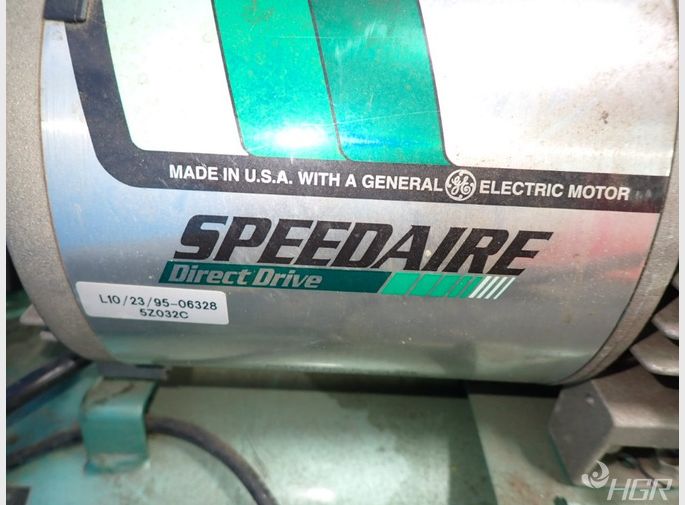 MADE IN U.S.A. WITH A GENERAL GE ELECTRIC MOTOR
SPEEDAIRE
Direct Drive
L10/23/95-06328
5Z032C
HGR